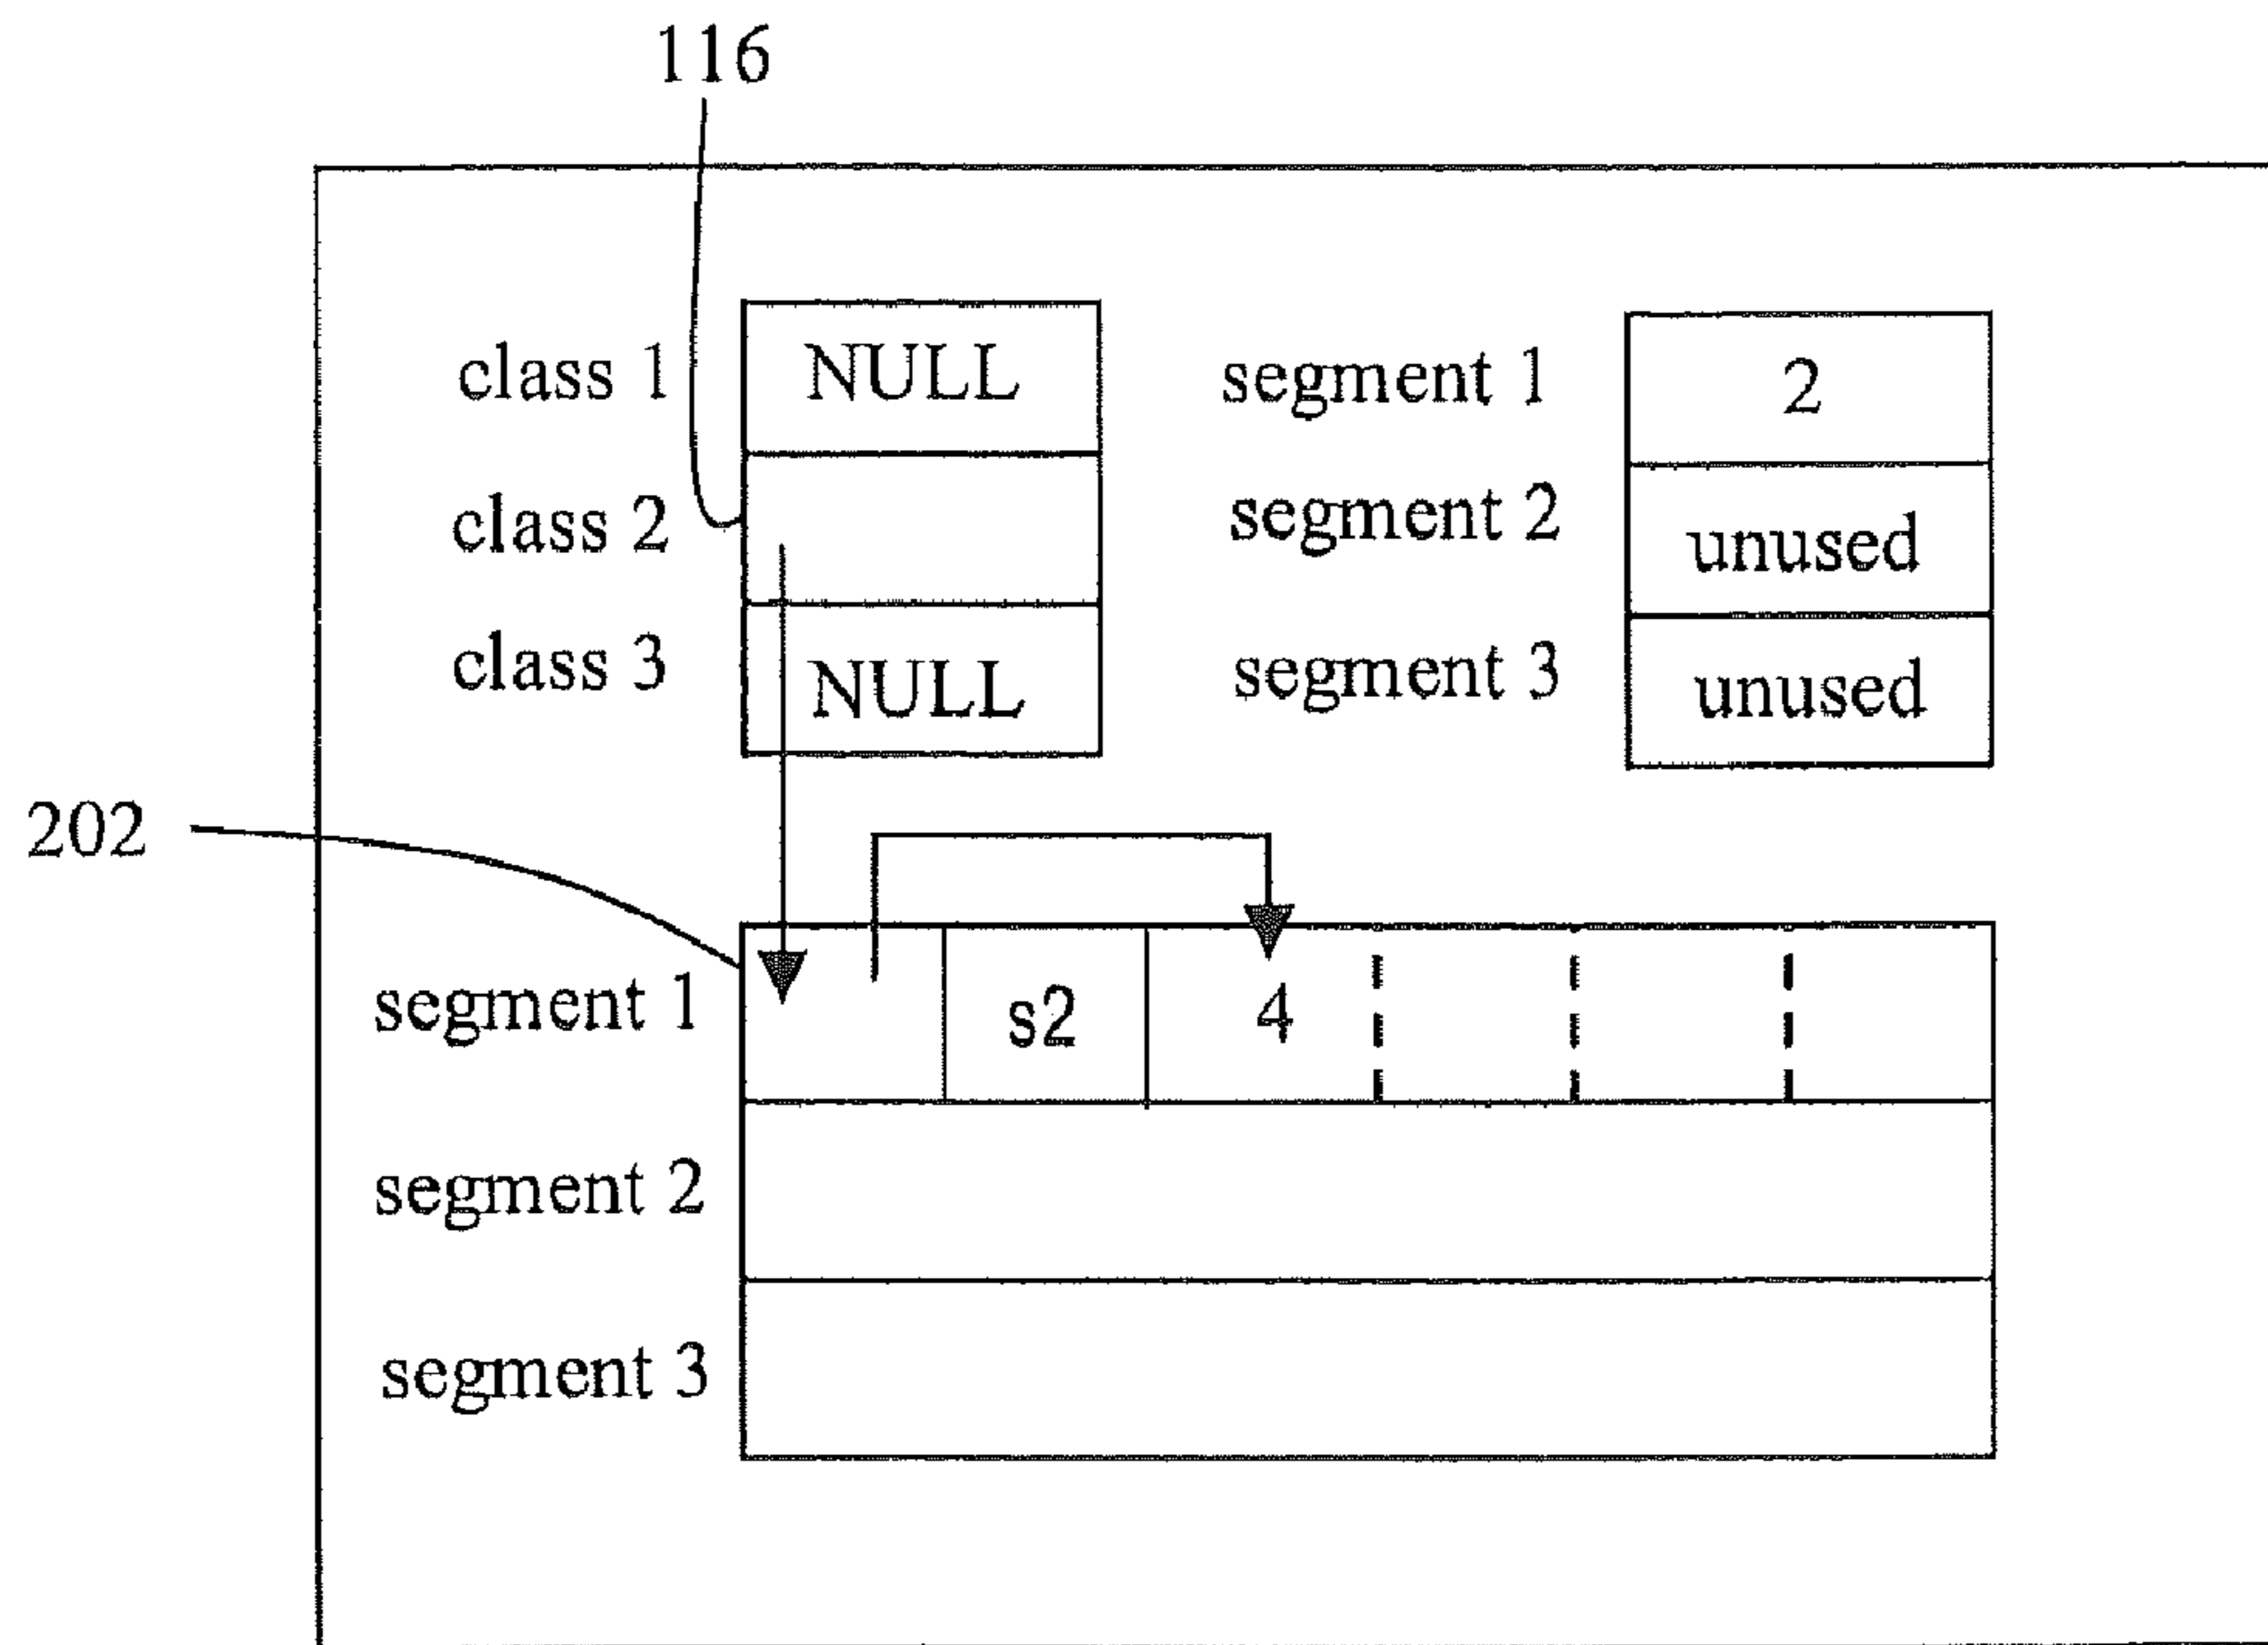 116
class 1 NULL segment 1 2
class 2 segment 2 unused
class 3 NULL segment 3 unused
202
segment 1 s2 4
segment 2
segment 3